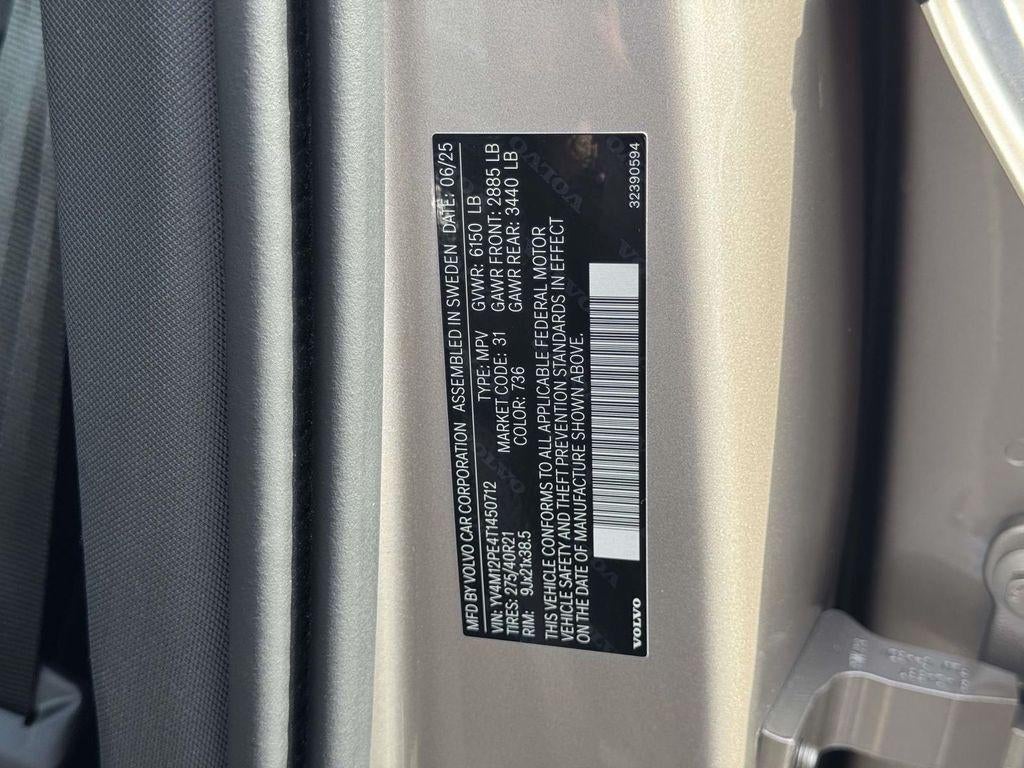 MFD BY VOLVO CAR CORPORATION ASSEMBLED IN SWEDEN DATE: 06/25
VIN: YV4M12PE4T1450712 TYPE: MPV GVWR: 6150 LB
TIRES: 275/40R21 MARKET CODE: 31 GAWR FRONT: 2885 LB
RIM: 9Jx21x38.5 COLOR: 736 GAWR REAR: 3440 LB
THIS VEHICLE CONFORMS TO ALL APPLICABLE FEDERAL MOTOR
VEHICLE SAFETY AND THEFT PREVENTION STANDARDS IN EFFECT
ON THE DATE OF MANUFACTURE SHOWN ABOVE.
VOLVO 32390594